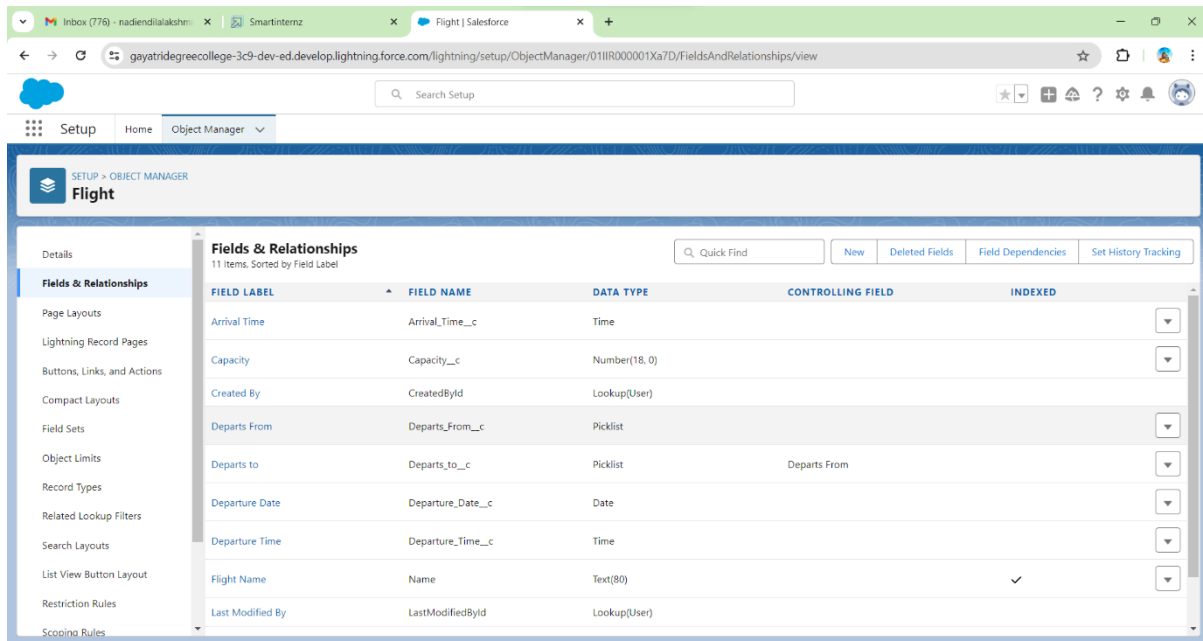 Inbox (776) - nadiendilalakshm
Smartinternz
Flight | Salesforce
gayatridegreecollege-3c9-dev-ed.develop.lightning.force.com/lightning/setup/ObjectManager/01IIR000001Xa7D/FieldsAndRelationships/view
Search Setup
Setup Home Object Manager
SETUP > OBJECT MANAGER
Flight
Details
Fields & Relationships
Page Layouts
Lightning Record Pages
Buttons, Links, and Actions
Compact Layouts
Field Sets
Object Limits
Record Types
Related Lookup Filters
Search Layouts
List View Button Layout
Restriction Rules
Scoping Rules
Fields & Relationships
11 Items, Sorted by Field Label
Quick Find New Deleted Fields Field Dependencies Set History Tracking
FIELD LABEL FIELD NAME DATA TYPE CONTROLLING FIELD INDEXED
Arrival Time Arrival_Time__c Time
Capacity Capacity__c Number(18, 0)
Created By CreatedById Lookup(User)
Departs From Departs_From__c Picklist
Departs to Departs_to__c Picklist Departs From
Departure Date Departure_Date__c Date
Departure Time Departure_Time__c Time
Flight Name Name Text(80)
Last Modified By LastModifiedById Lookup(User)